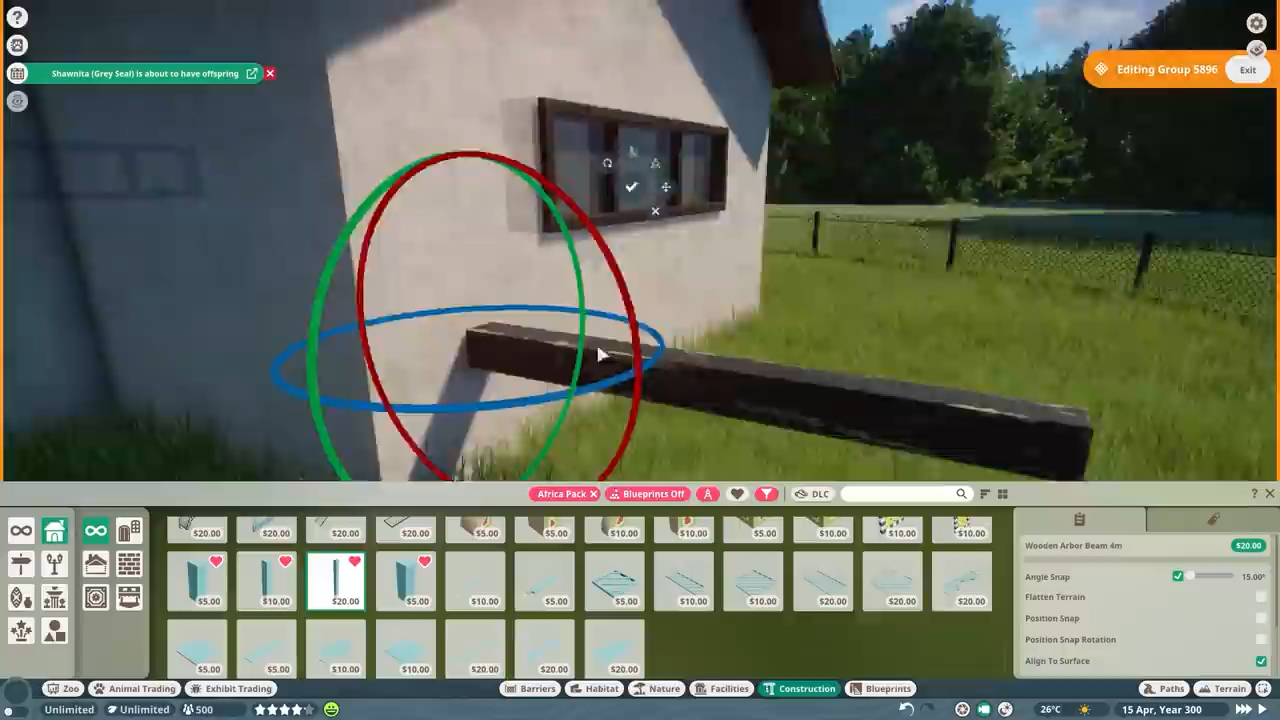 ?
Shawnita (Grey Seal) is about to have offspring
Editing Group 5896
Exit
Africa Pack
Blueprints Off
DLC
?
$20.00 $20.00 $20.00 $20.00 $5.00 $5.00 $10.00 $10.00 $5.00 $10.00 $10.00 $10.00
$5.00 $10.00 $20.00 $5.00 $10.00 $5.00 $5.00 $10.00 $10.00 $20.00 $20.00 $20.00
$5.00 $5.00 $10.00 $10.00 $20.00 $20.00 $20.00
Wooden Arbor Beam 4m $20.00
Angle Snap 15.00°
Flatten Terrain
Position Snap
Position Snap Rotation
Align To Surface
Zoo Animal Trading Exhibit Trading Barriers Habitat Nature Facilities Construction Blueprints Paths Terrain
Unlimited Unlimited 500 26°C 15 Apr, Year 300